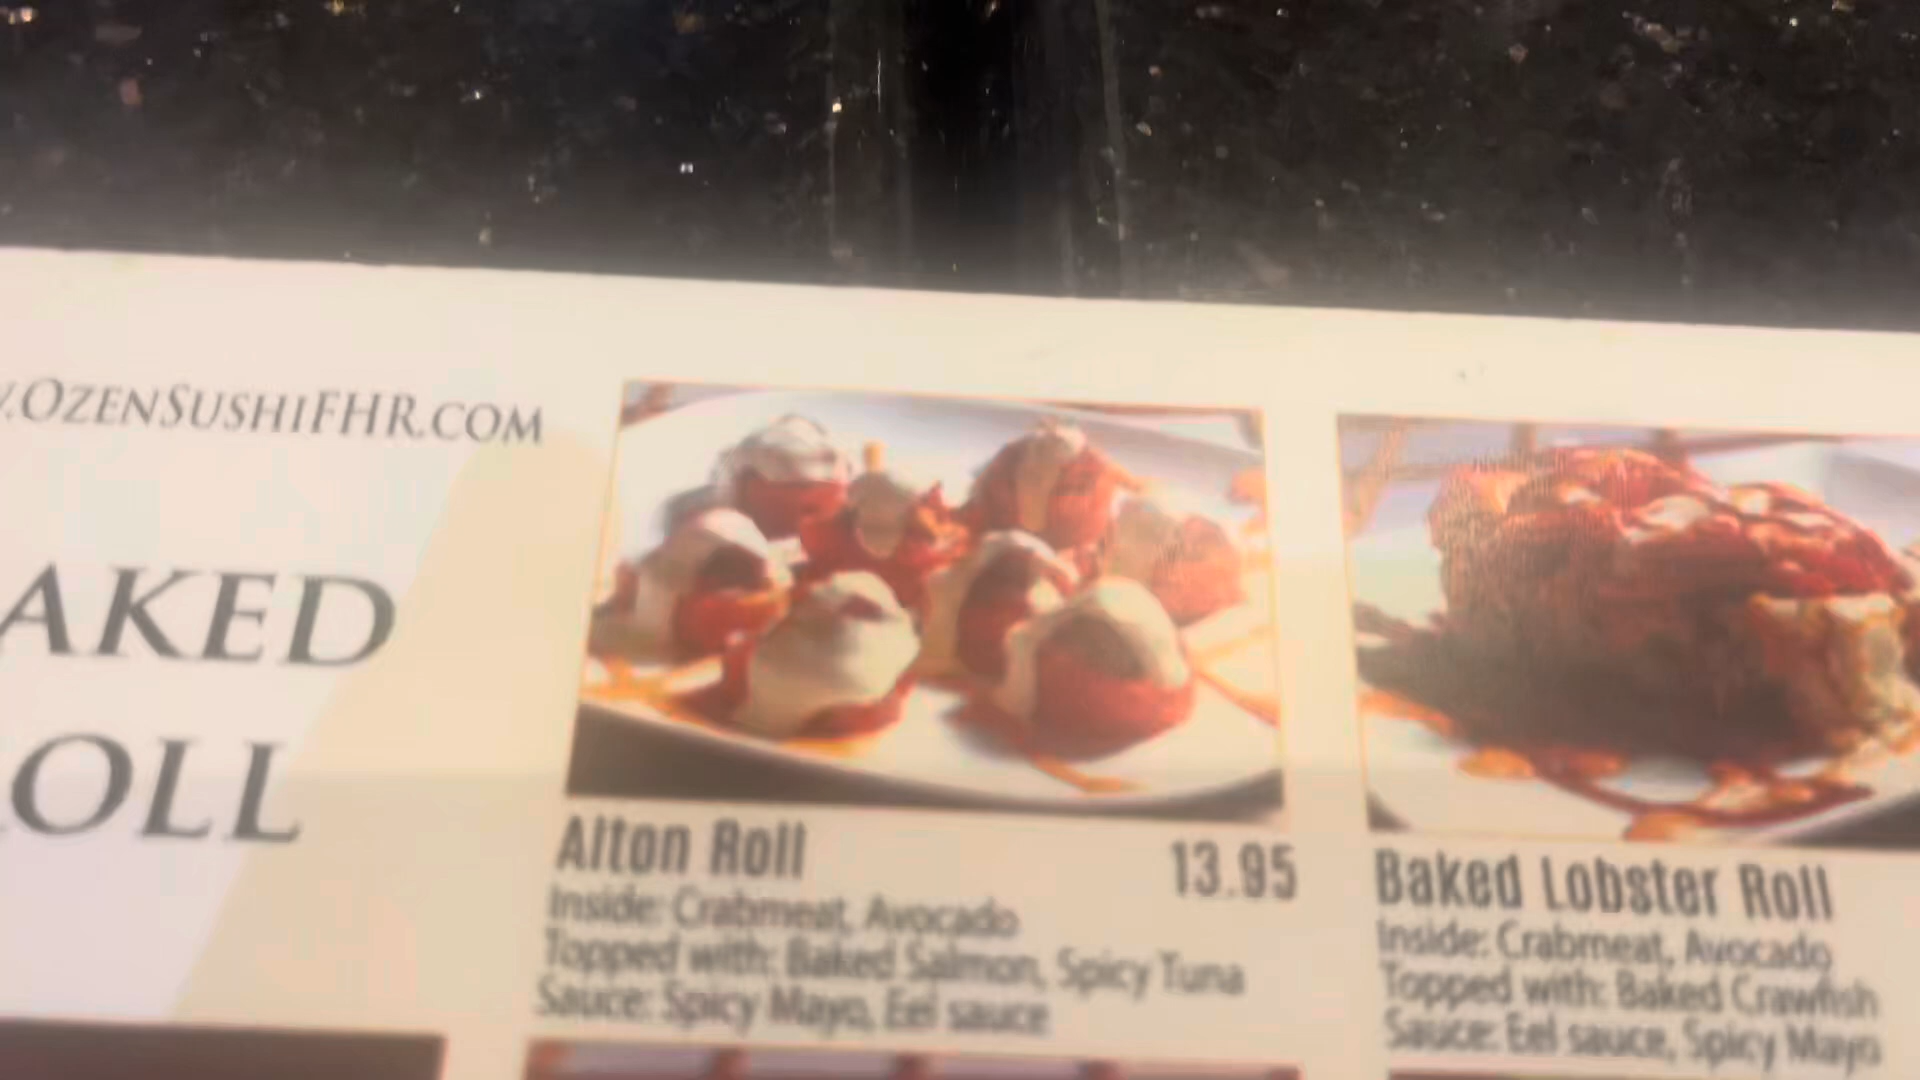 .OZENSUSHIFHR.COM
AKED
OLL
Alton Roll 13.95
Inside: Crabmeat, Avocado
Topped with: Baked Salmon, Spicy Tuna
Sauce: Spicy Mayo, Eel sauce
Baked Lobster Roll
Inside: Crabmeat, Avocado
Topped with: Baked Crawfish
Sauce: Eel sauce, Spicy Mayo